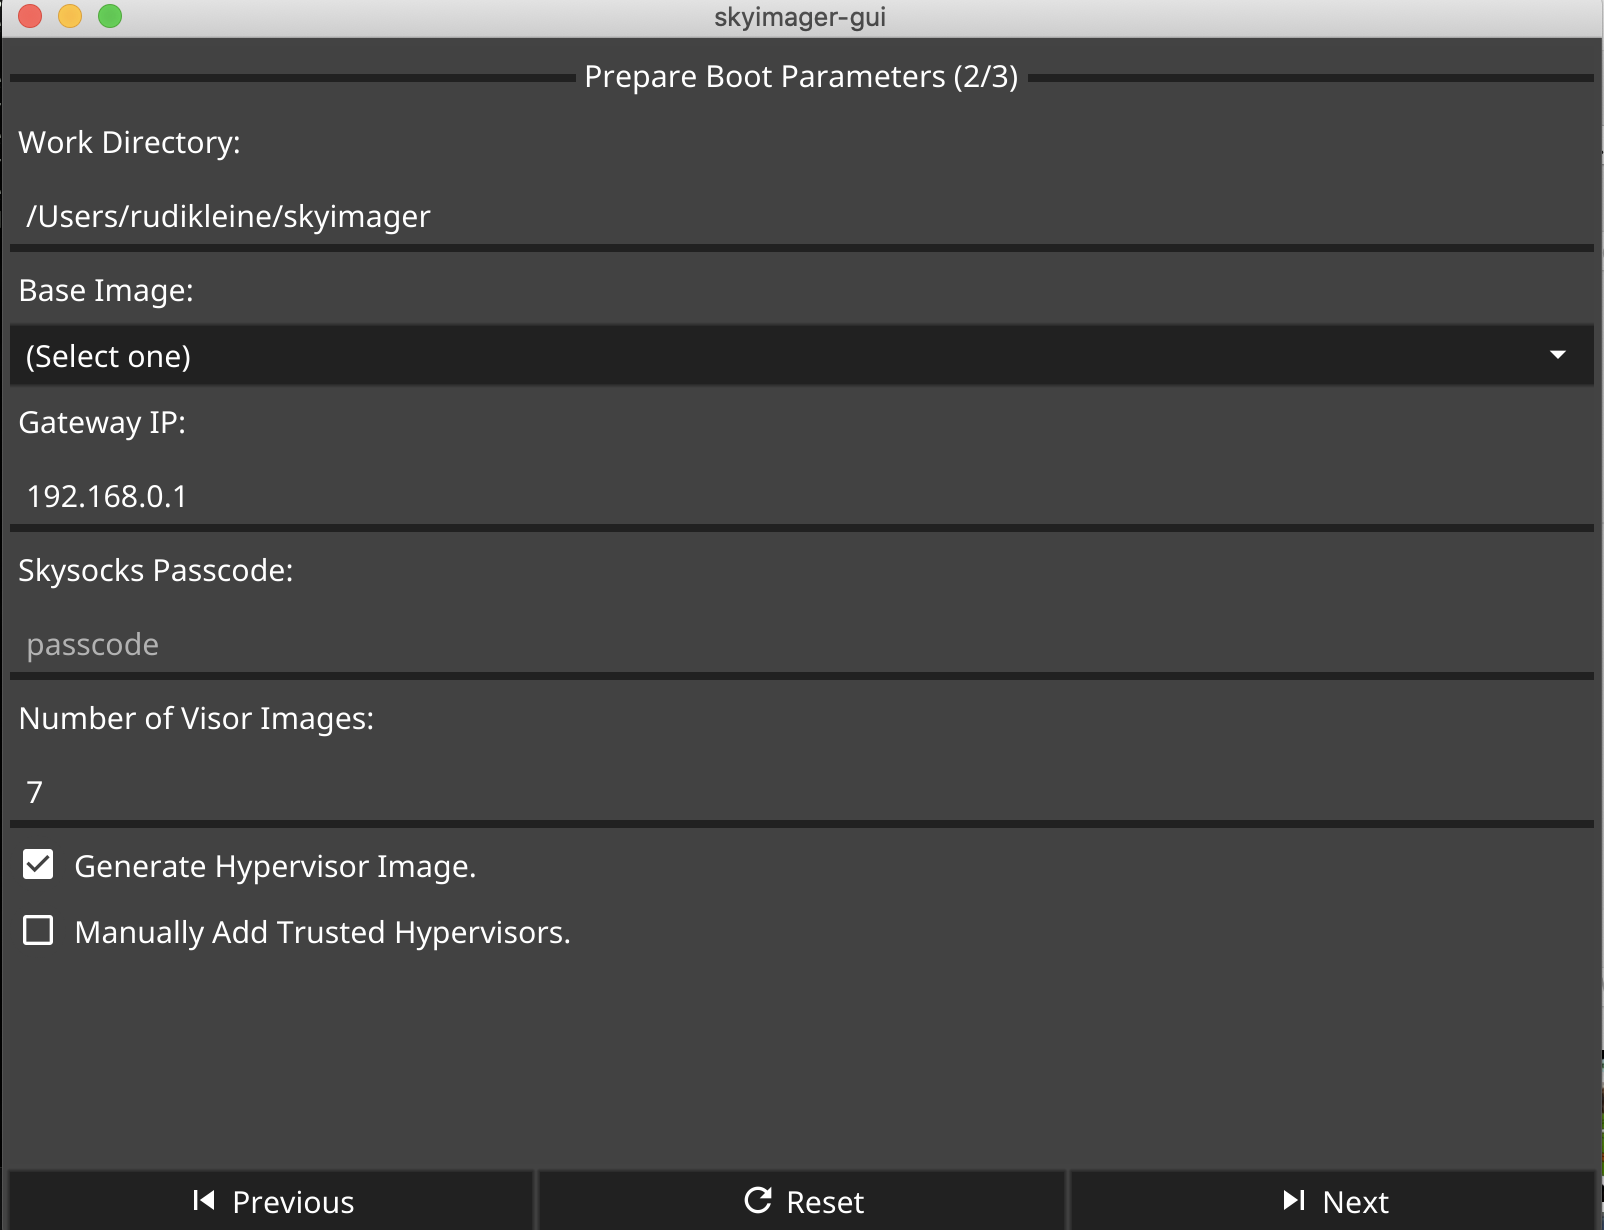 skyimager-gui
Prepare Boot Parameters (2/3)
Work Directory:
/Users/rudikleine/skyimager
Base Image:
(Select one)
Gateway IP:
192.168.0.1
Skysocks Passcode:
passcode
Number of Visor Images:
7
Generate Hypervisor Image.
Manually Add Trusted Hypervisors.
Previous Reset Next